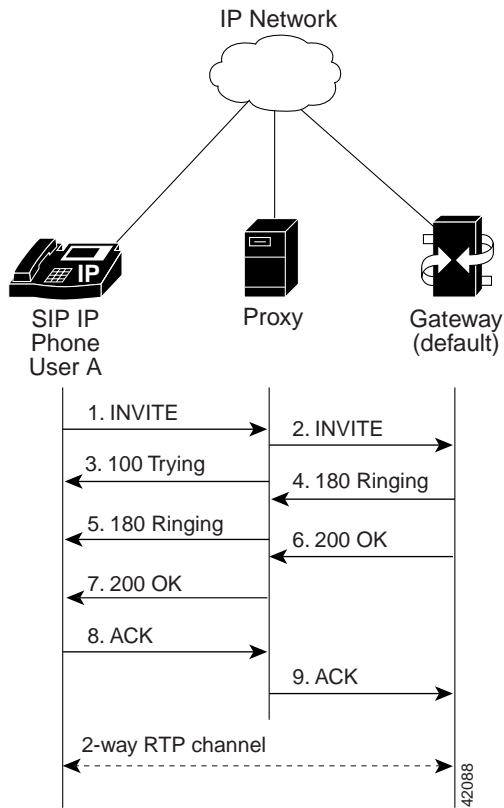 IP Network
IP
SIP IP
Phone
User A
Proxy
Gateway
(default)
1. INVITE
2. INVITE
3. 100 Trying
4. 180 Ringing
5. 180 Ringing
6. 200 OK
7. 200 OK
8. ACK
9. ACK
2-way RTP channel
42088